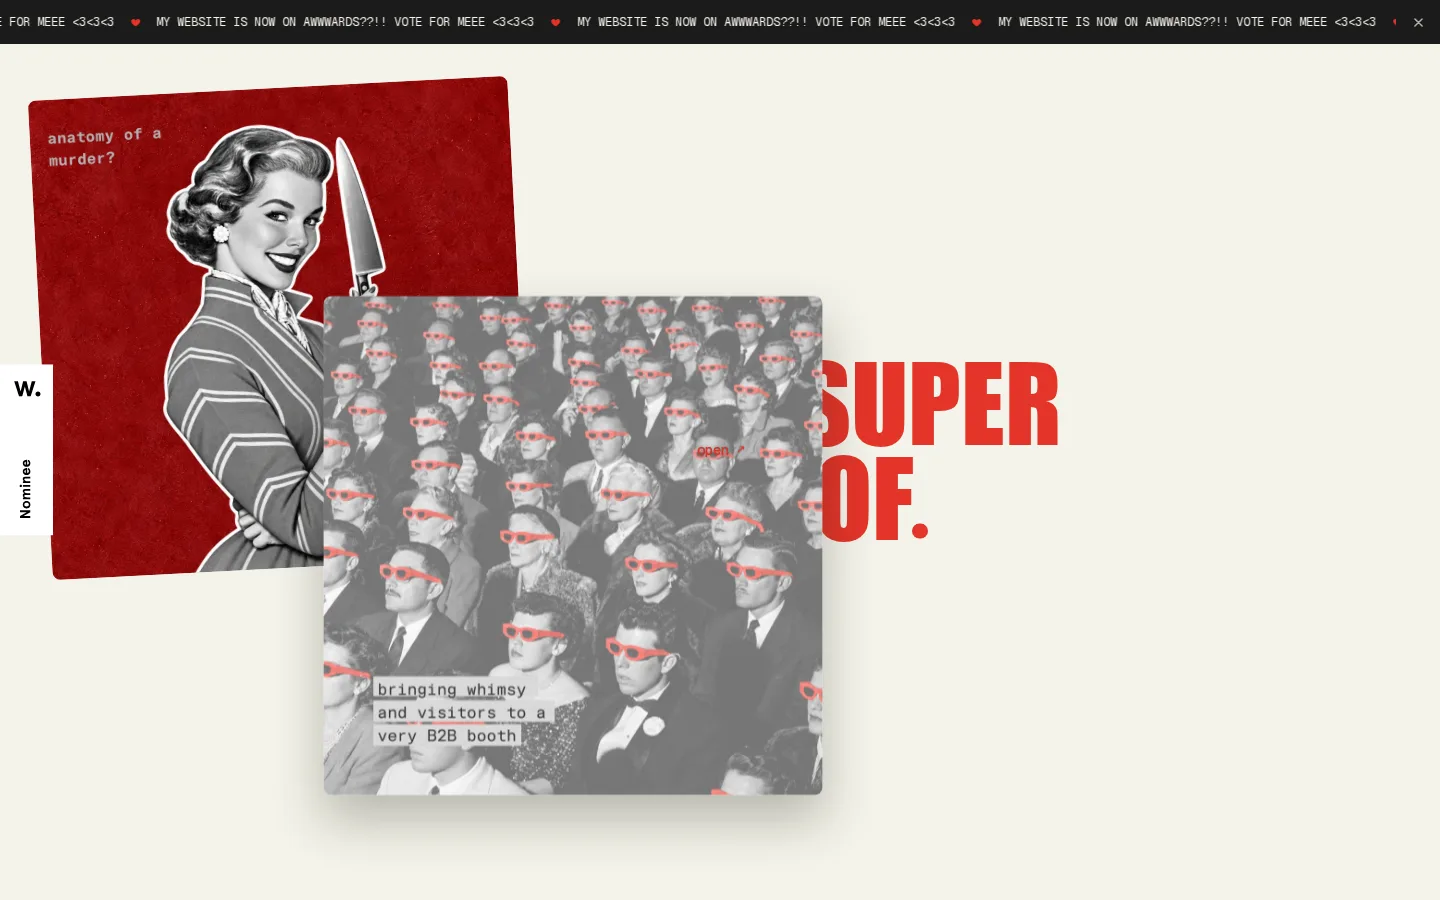 FOR MEEE <3<3<3 ♥ MY WEBSITE IS NOW ON AWWWARDS??!! VOTE FOR MEEE <3<3<3 ♥ MY WEBSITE IS NOW ON AWWWARDS??!! VOTE FOR MEEE <3<3<3 ♥ MY WEBSITE IS NOW ON AWWWARDS??!! VOTE FOR MEEE <3<3<3 ✕
anatomy of a
murder?
W.
Nominee
SUPER
OF.
open ↗
bringing whimsy
and visitors to a
very B2B booth